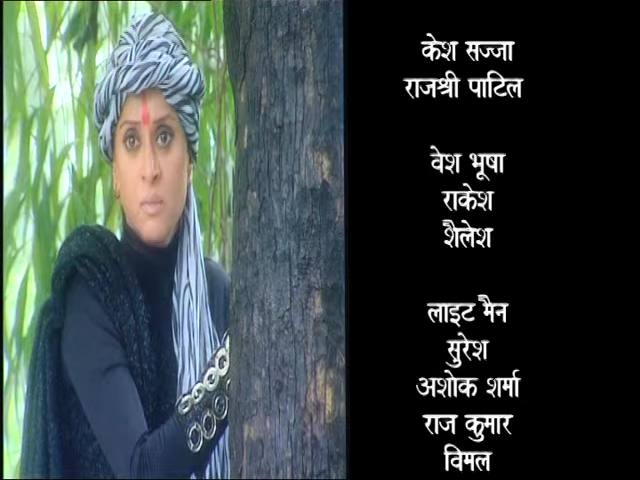 केश सज्जा
राजश्री पाटिल
वेश भूषा
राकेश
शैलेश
लाइट मैन
सुरेश
अशोक शर्मा
राज कुमार
विमल